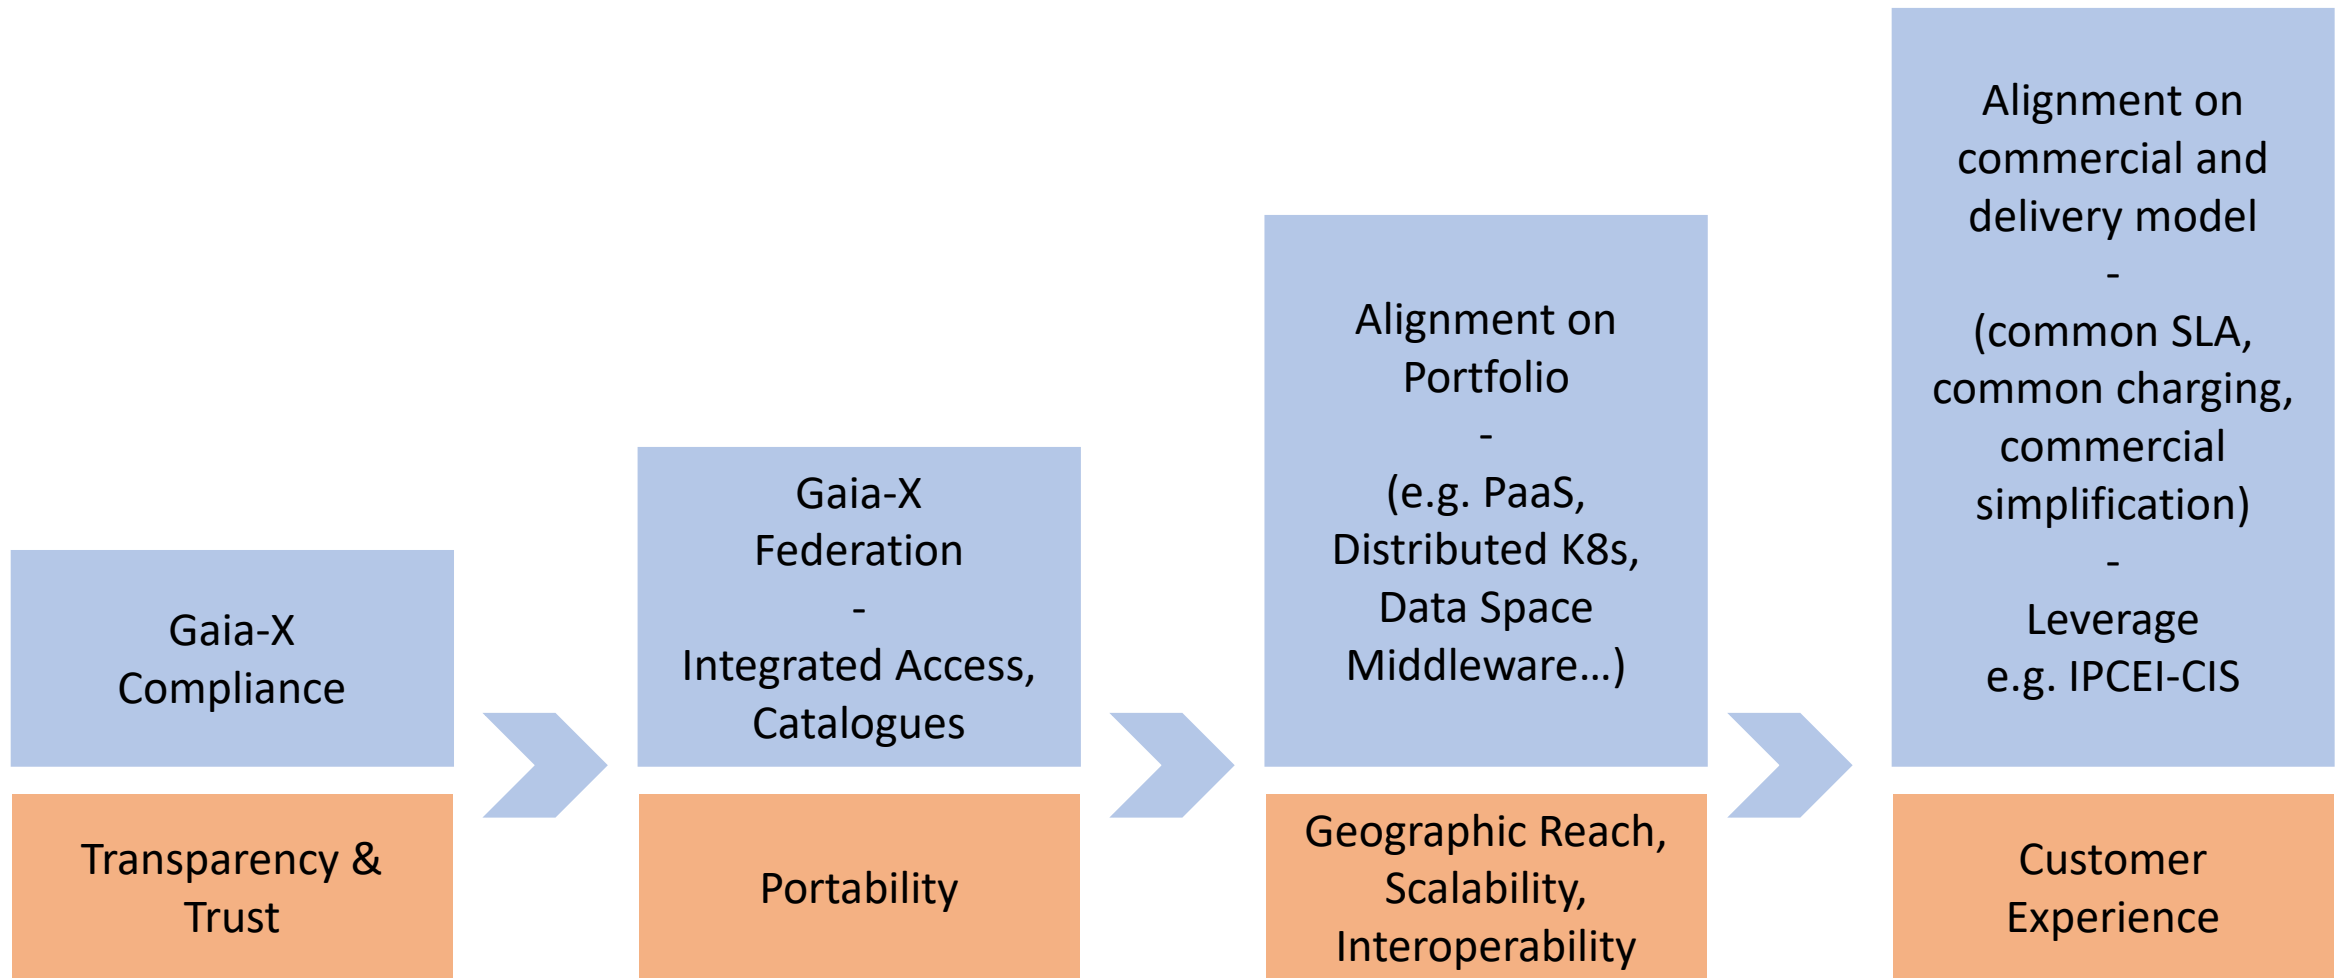 Gaia-X
Compliance
Transparency &
Trust
Gaia-X
Federation
-
Integrated Access,
Catalogues
Portability
Alignment on
Portfolio
-
(e.g. PaaS,
Distributed K8s,
Data Space
Middleware…)
Geographic Reach,
Scalability,
Interoperability
Alignment on
commercial and
delivery model
-
(common SLA,
common charging,
commercial
simplification)
-
Leverage
e.g. IPCEI-CIS
Customer
Experience